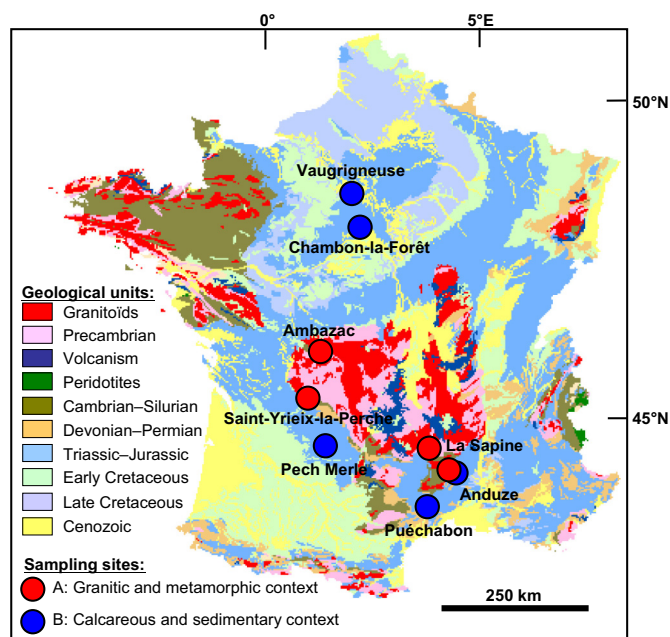 0°
5°E
50°N
Vaugrigneuse
Chambon-la-Forêt
Geological units:
Granitoïds
Precambrian
Volcanism
Peridotites
Cambrian–Silurian
Devonian–Permian
Triassic–Jurassic
Early Cretaceous
Late Cretaceous
Cenozoic
Ambazac
Saint-Yrieix-la-Perche
45°N
La Sapine
Pech Merle
Anduze
Puéchabon
Sampling sites:
A: Granitic and metamorphic context
B: Calcareous and sedimentary context
250 km